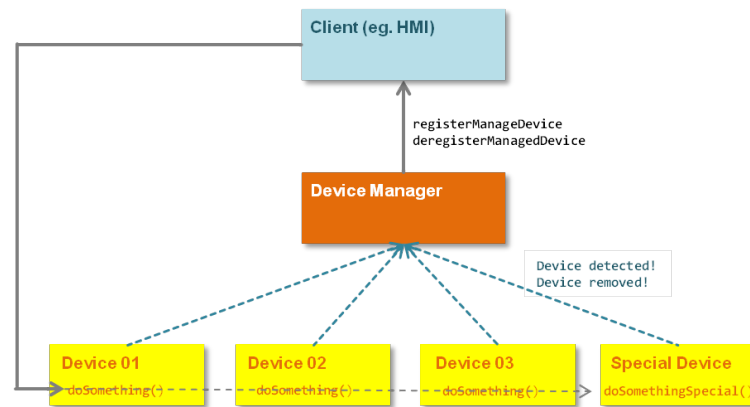 Client (eg. HMI)
registerManageDevice
deregisterManagedDevice
Device Manager
Device detected!
Device removed!
Device 01
Device 02
Device 03
Special Device
doSomething()
doSomething()
doSomething()
doSomethingSpecial()